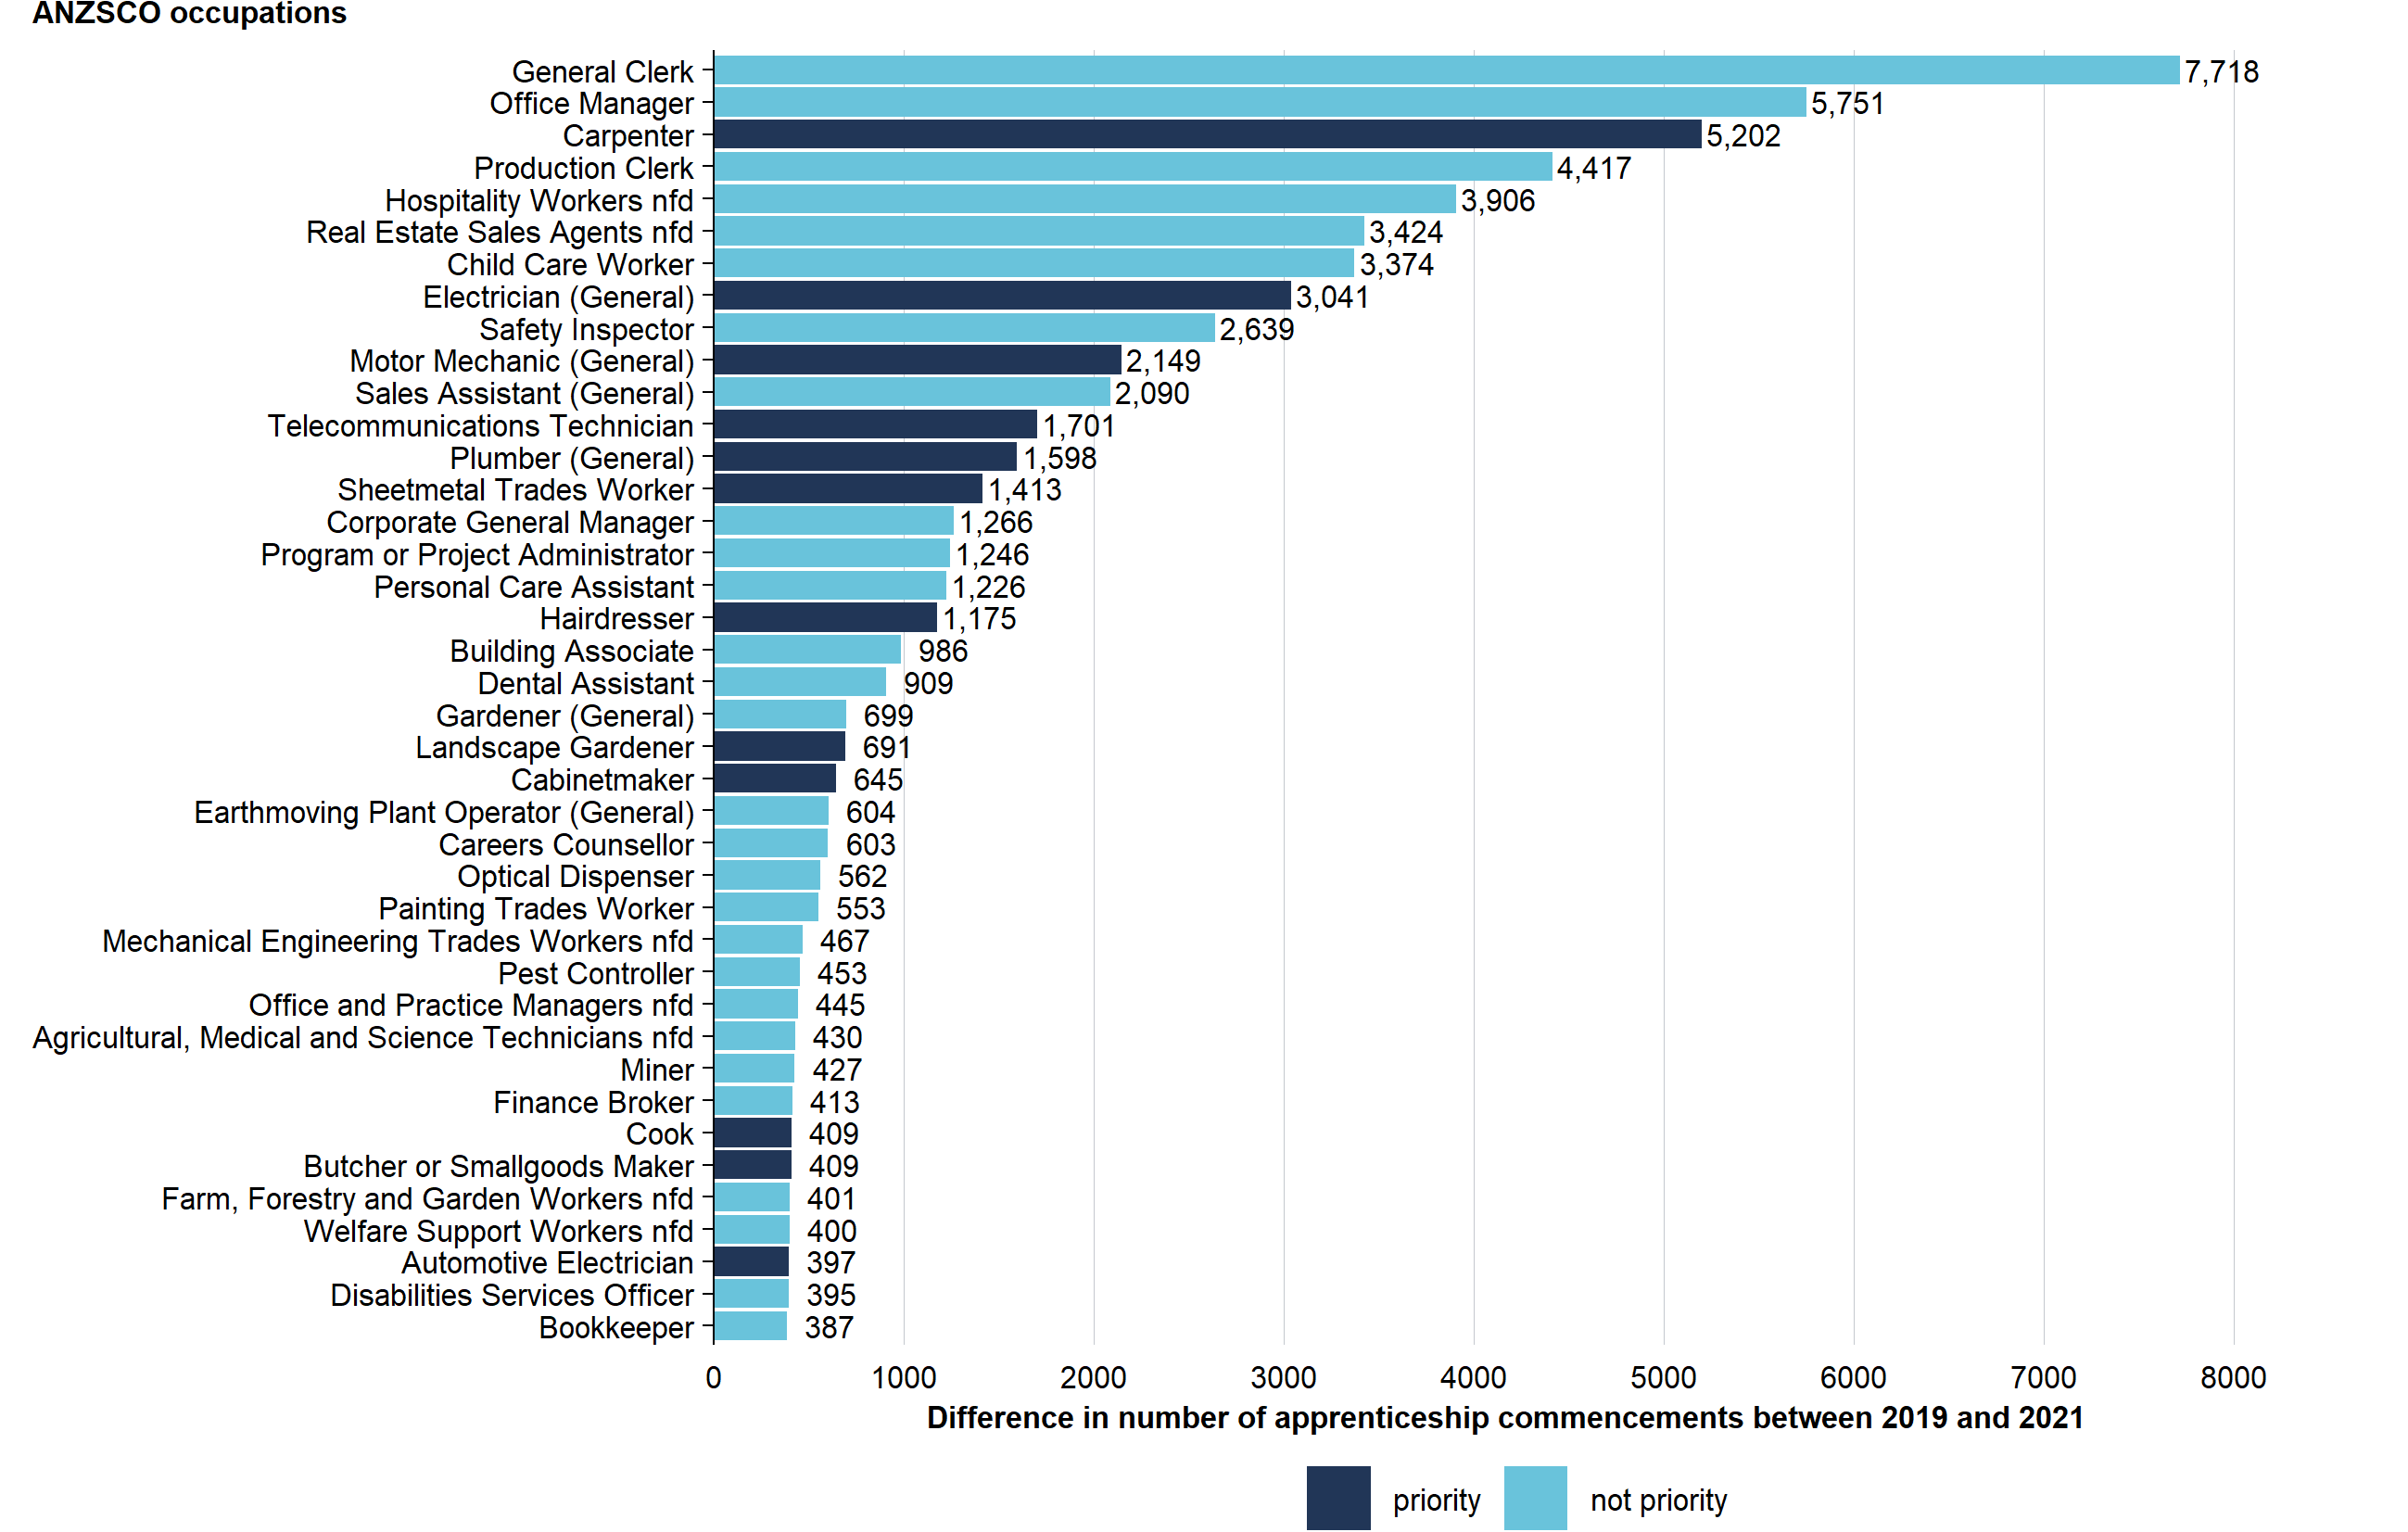 ANZSCO occupations
General Clerk 7,718
Office Manager 5,751
Carpenter 5,202
Production Clerk 4,417
Hospitality Workers nfd 3,906
Real Estate Sales Agents nfd 3,424
Child Care Worker 3,374
Electrician (General) 3,041
Safety Inspector 2,639
Motor Mechanic (General) 2,149
Sales Assistant (General) 2,090
Telecommunications Technician 1,701
Plumber (General) 1,598
Sheetmetal Trades Worker 1,413
Corporate General Manager 1,266
Program or Project Administrator 1,246
Personal Care Assistant 1,226
Hairdresser 1,175
Building Associate 986
Dental Assistant 909
Gardener (General) 699
Landscape Gardener 691
Cabinetmaker 645
Earthmoving Plant Operator (General) 604
Careers Counsellor 603
Optical Dispenser 562
Painting Trades Worker 553
Mechanical Engineering Trades Workers nfd 467
Pest Controller 453
Office and Practice Managers nfd 445
Agricultural, Medical and Science Technicians nfd 430
Miner 427
Finance Broker 413
Cook 409
Butcher or Smallgoods Maker 409
Farm, Forestry and Garden Workers nfd 401
Welfare Support Workers nfd 400
Automotive Electrician 397
Disabilities Services Officer 395
Bookkeeper 387
0 1000 2000 3000 4000 5000 6000 7000 8000
Difference in number of apprenticeship commencements between 2019 and 2021
priority not priority